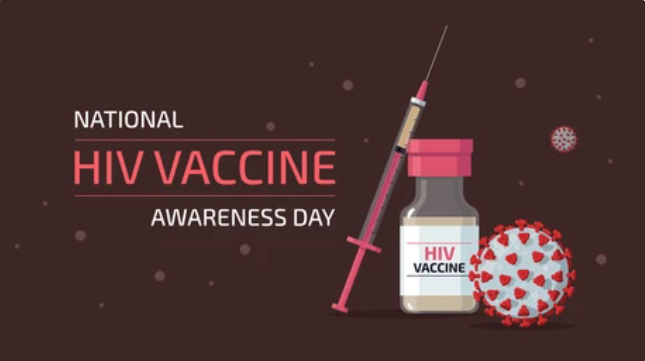 NATIONAL
HIV VACCINE
AWARENESS DAY
HIV
VACCINE